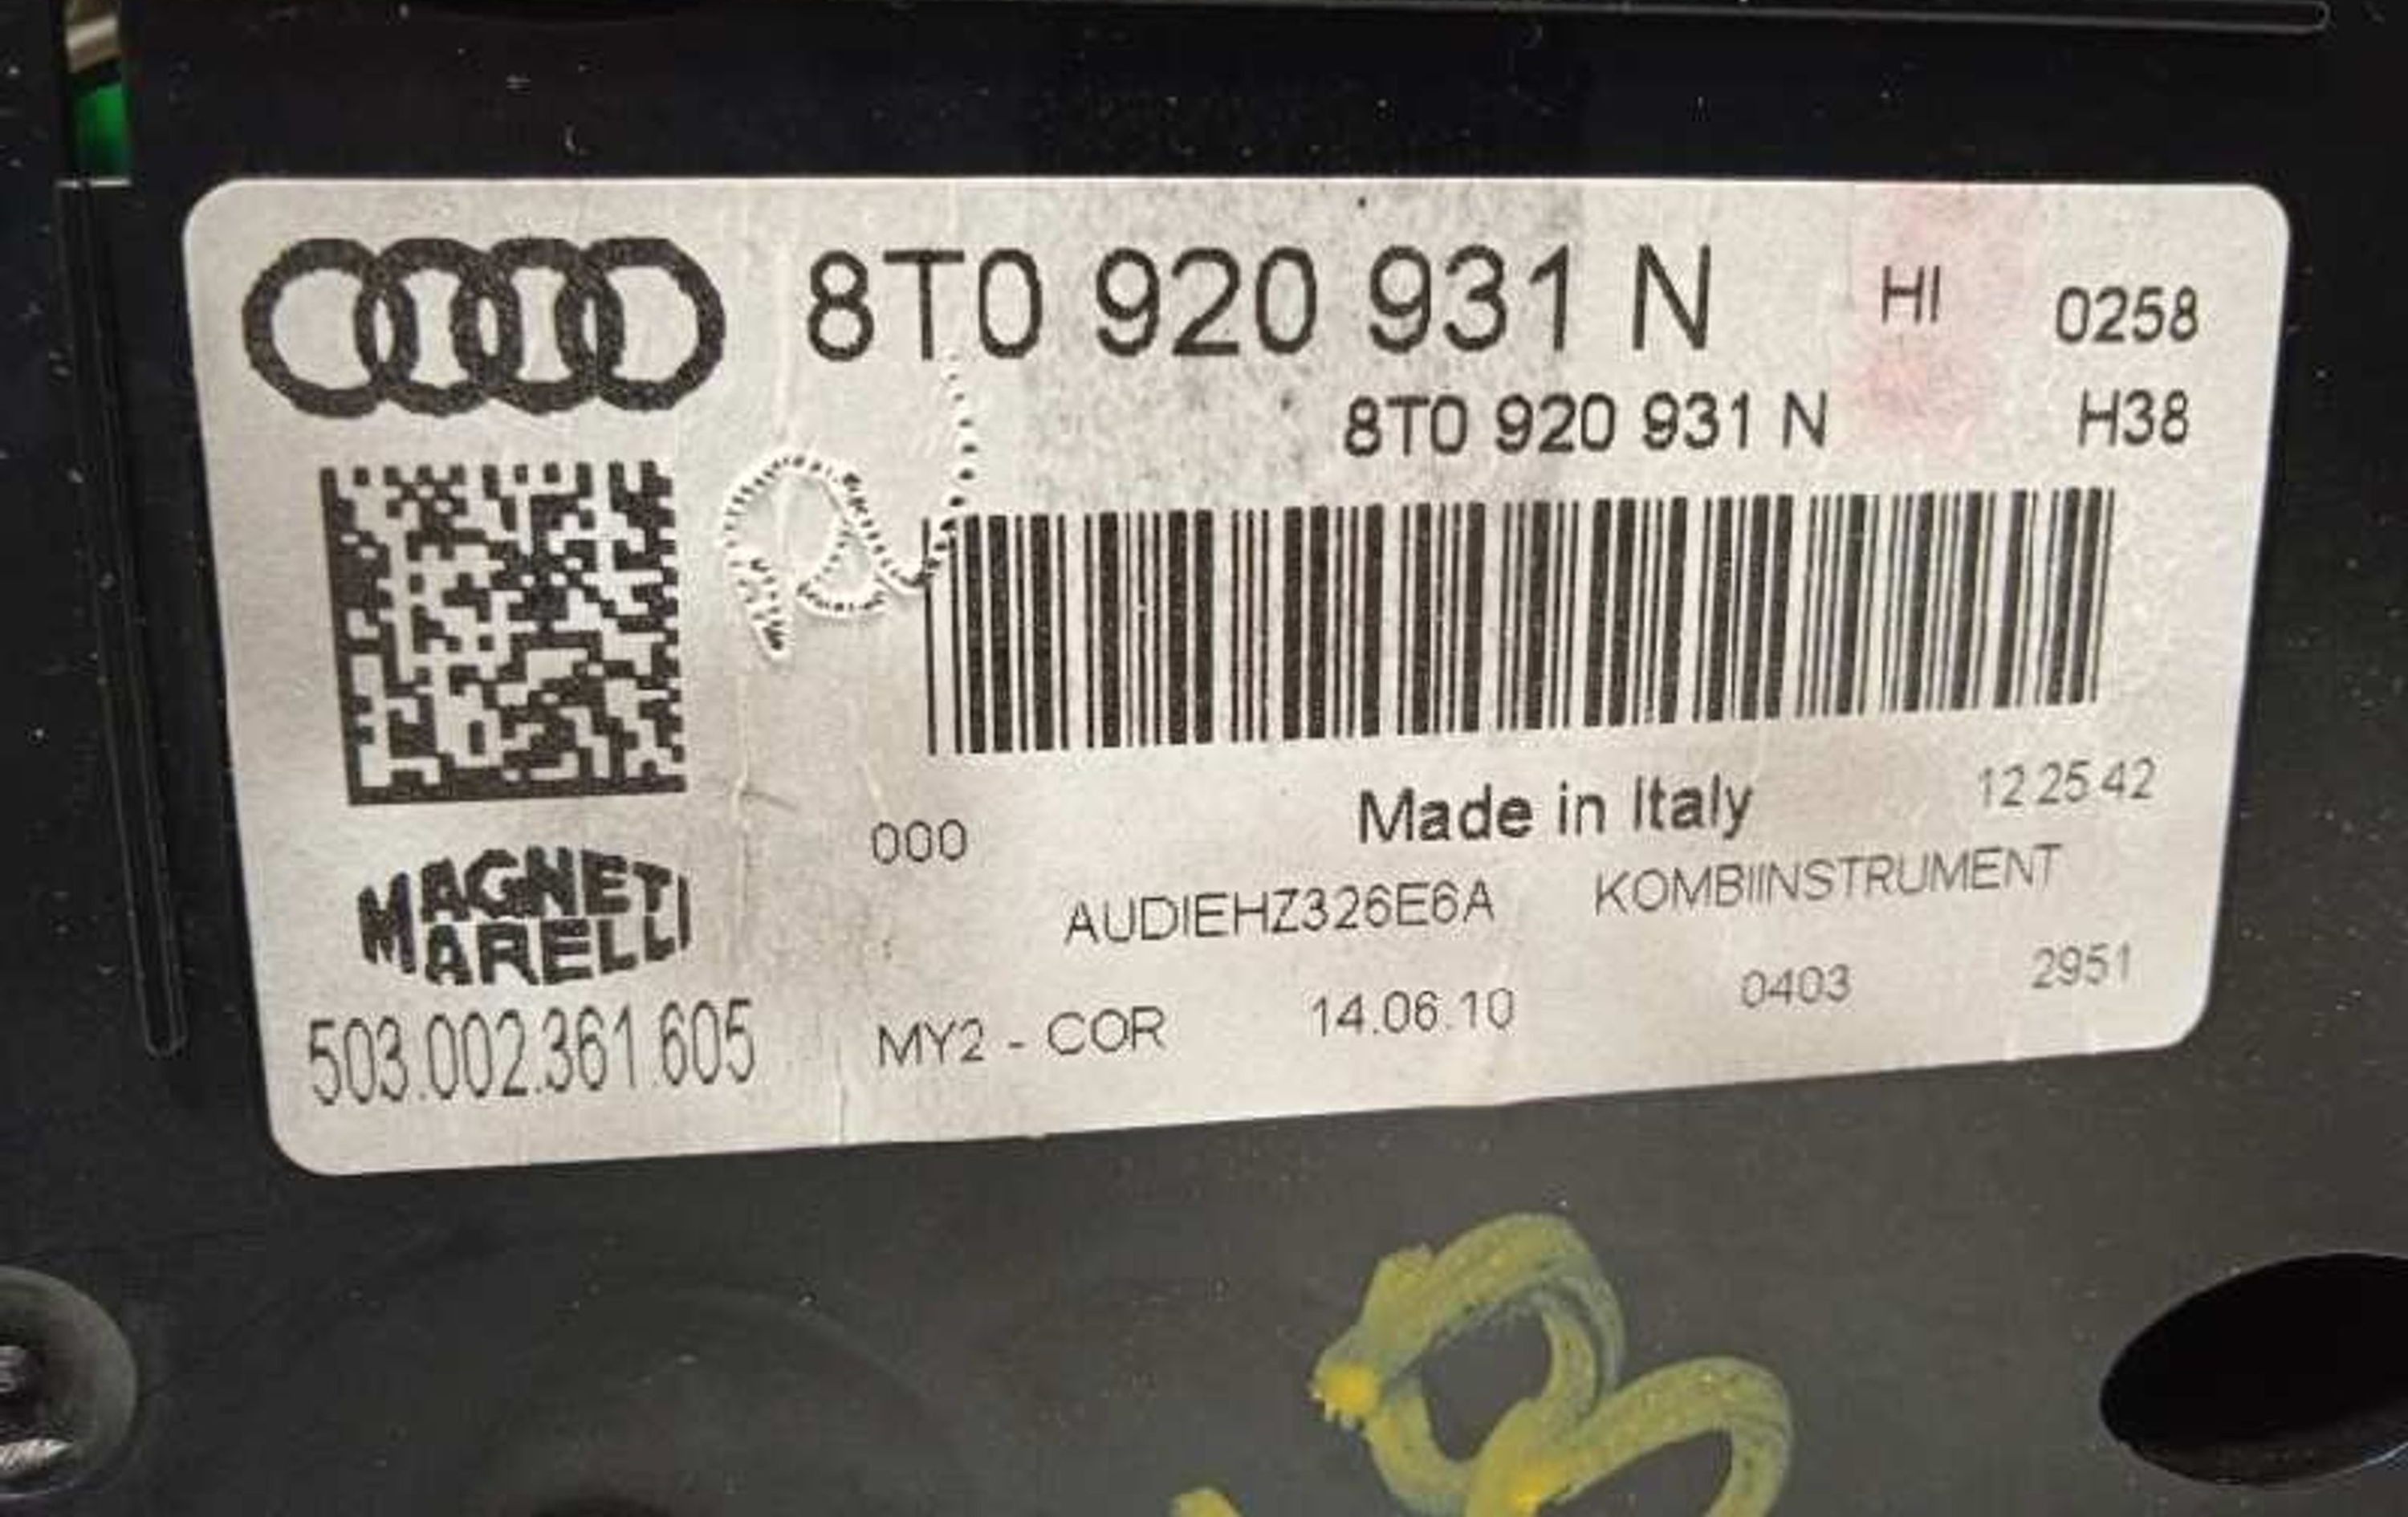 8T0 920 931 N HI 0258
8T0 920 931 N H38
000 Made in Italy 12 25 42
MAGNETI
MARELLI
AUDIEHZ326E6A KOMBIINSTRUMENT
503.002.361.605 MY2 - COR 14.06.10 0403 2951